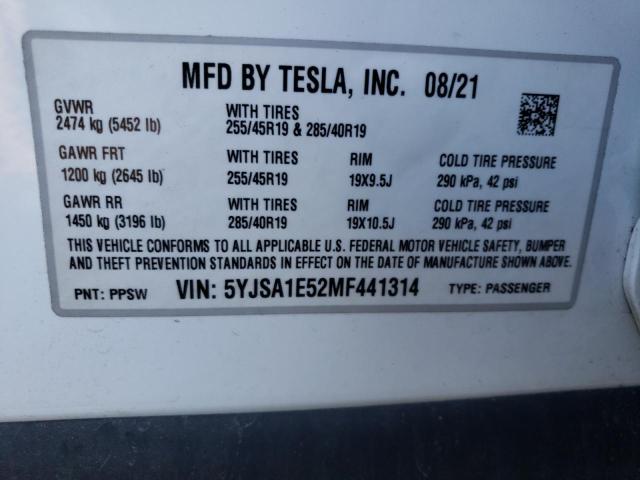 MFD BY TESLA, INC. 08/21
GVWR WITH TIRES
2474 kg (5452 lb) 255/45R19 & 285/40R19
GAWR FRT WITH TIRES RIM COLD TIRE PRESSURE
1200 kg (2645 lb) 255/45R19 19X9.5J 290 kPa, 42 psi
GAWR RR WITH TIRES RIM COLD TIRE PRESSURE
1450 kg (3196 lb) 285/40R19 19X10.5J 290 kPa, 42 psi
THIS VEHICLE CONFORMS TO ALL APPLICABLE U.S. FEDERAL MOTOR VEHICLE SAFETY, BUMPER
AND THEFT PREVENTION STANDARDS IN EFFECT ON THE DATE OF MANUFACTURE SHOWN ABOVE.
PNT: PPSW VIN: 5YJSA1E52MF441314 TYPE: PASSENGER